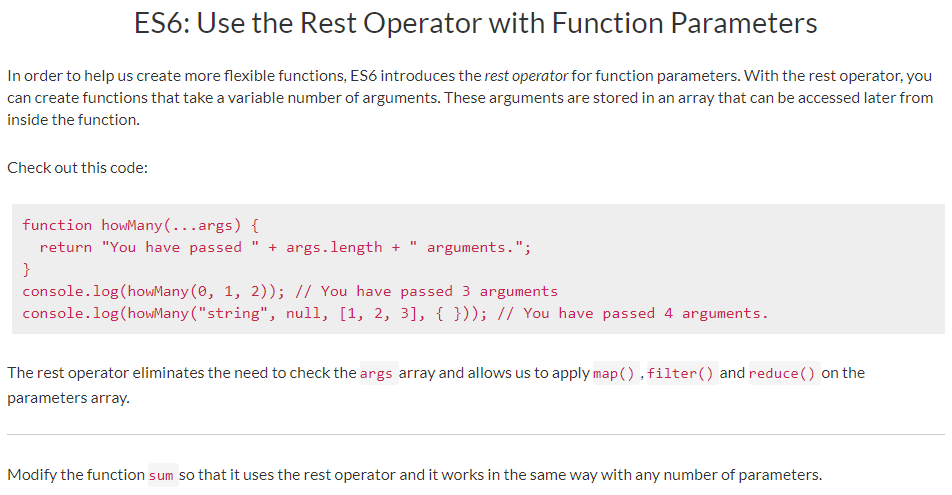 ES6: Use the Rest Operator with Function Parameters
In order to help us create more flexible functions, ES6 introduces the rest operator for function parameters. With the rest operator, you
can create functions that take a variable number of arguments. These arguments are stored in an array that can be accessed later from
inside the function.
Check out this code:
function howMany(...args) {
  return "You have passed " + args.length + " arguments.";
}
console.log(howMany(0, 1, 2)); // You have passed 3 arguments
console.log(howMany("string", null, [1, 2, 3], { })); // You have passed 4 arguments.
The rest operator eliminates the need to check the args array and allows us to apply map() , filter() and reduce() on the
parameters array.
Modify the function sum so that it uses the rest operator and it works in the same way with any number of parameters.